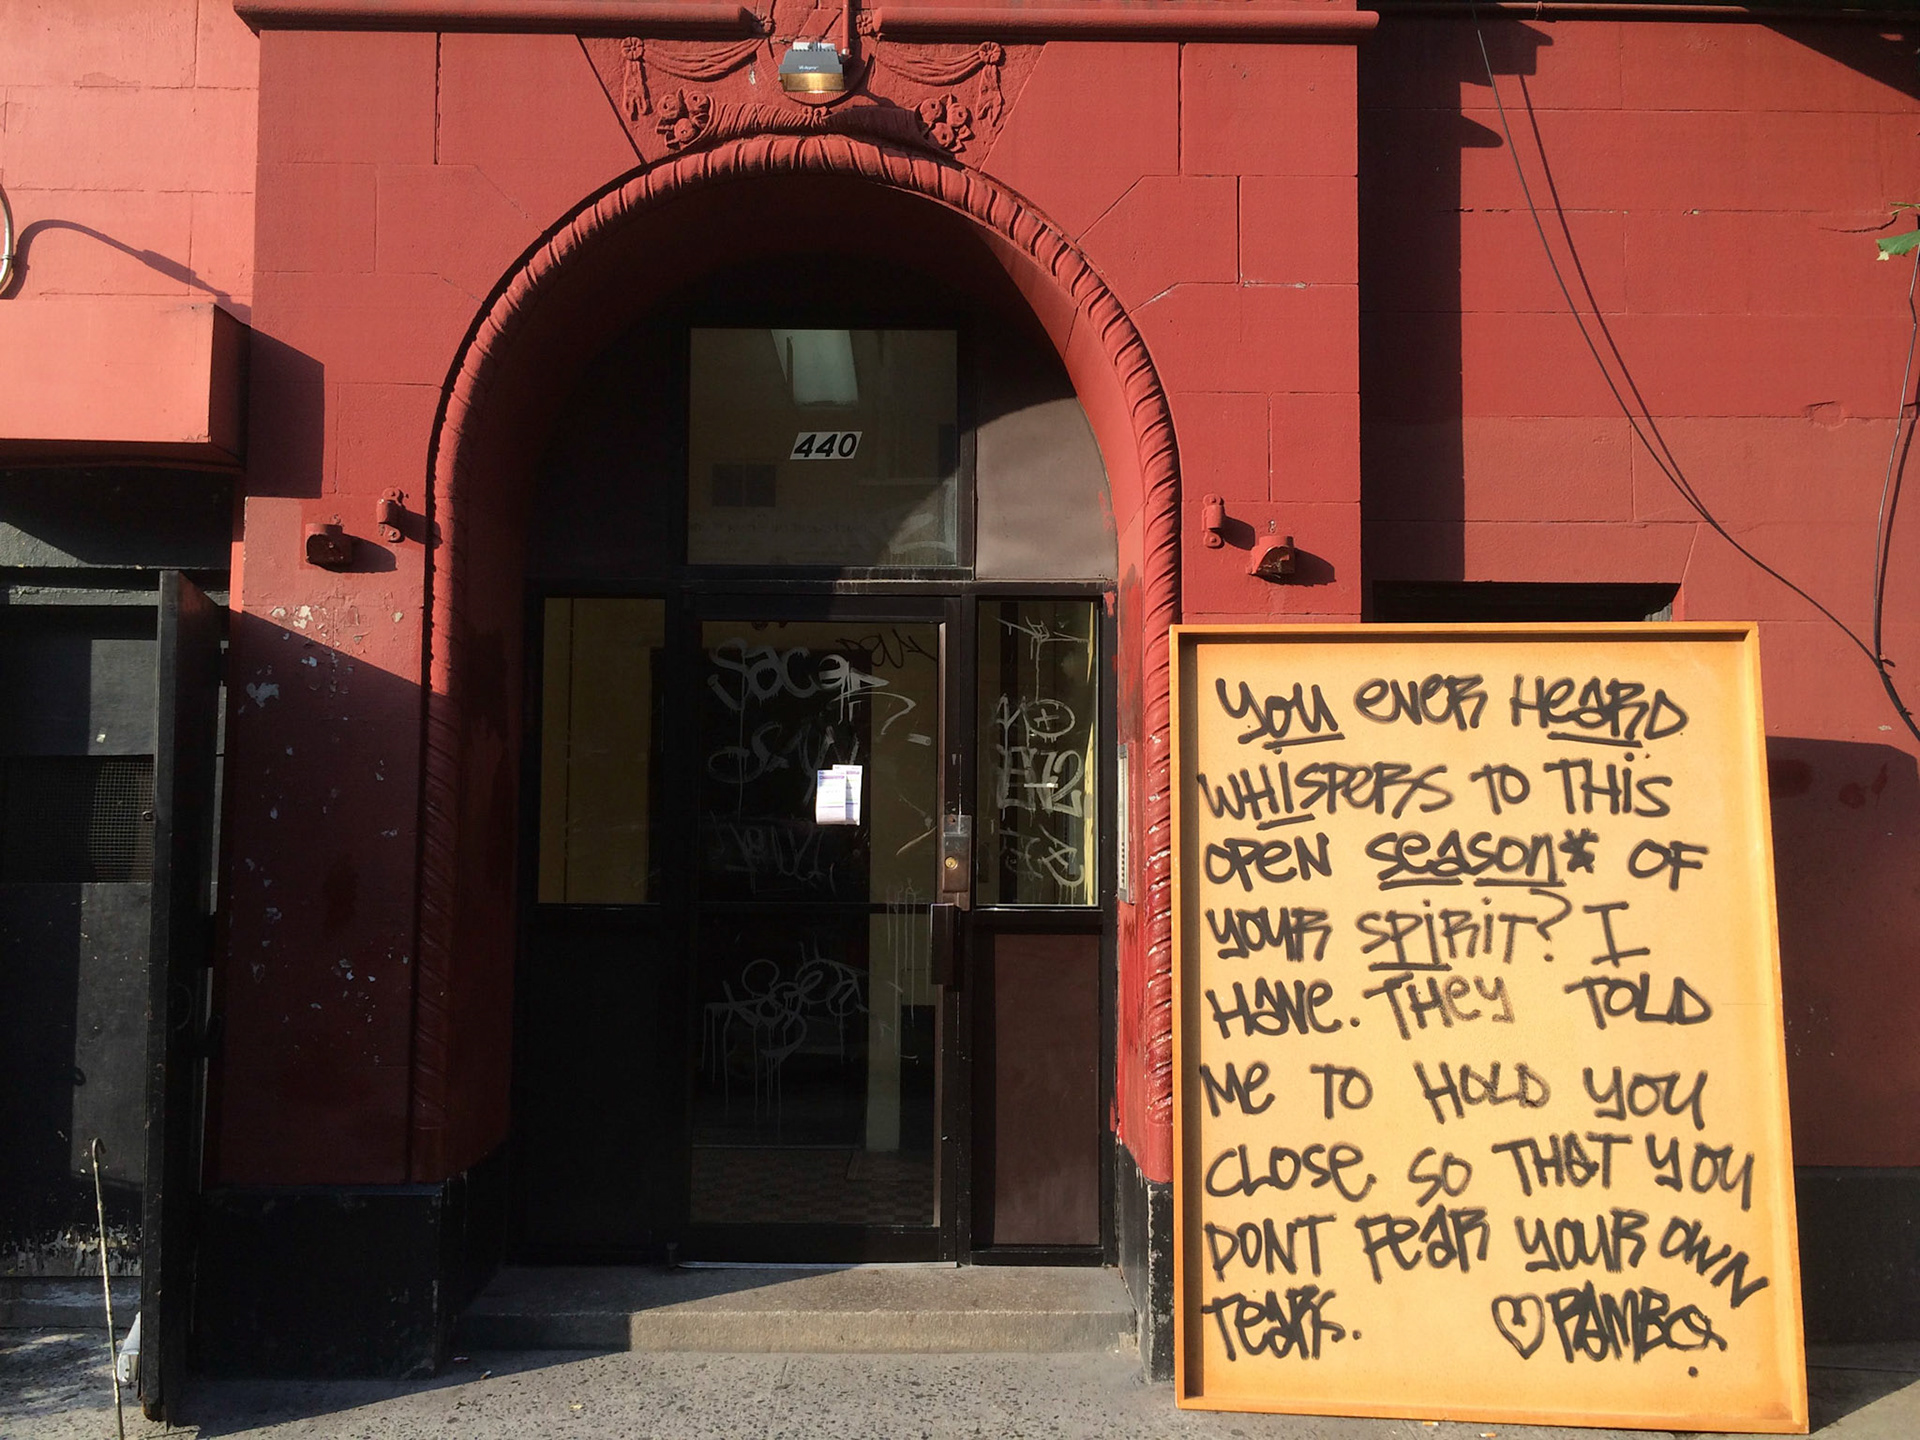 440
YOU EVER HEARD
WHISPERS TO THIS
OPEN SEASON* OF
YOUR SPIRIT? I
HAVE. THEY TOLD
ME TO HOLD YOU
CLOSE SO THAT YOU
DONT FEAR YOUR OWN
TEARS. ♡ RAMBO.